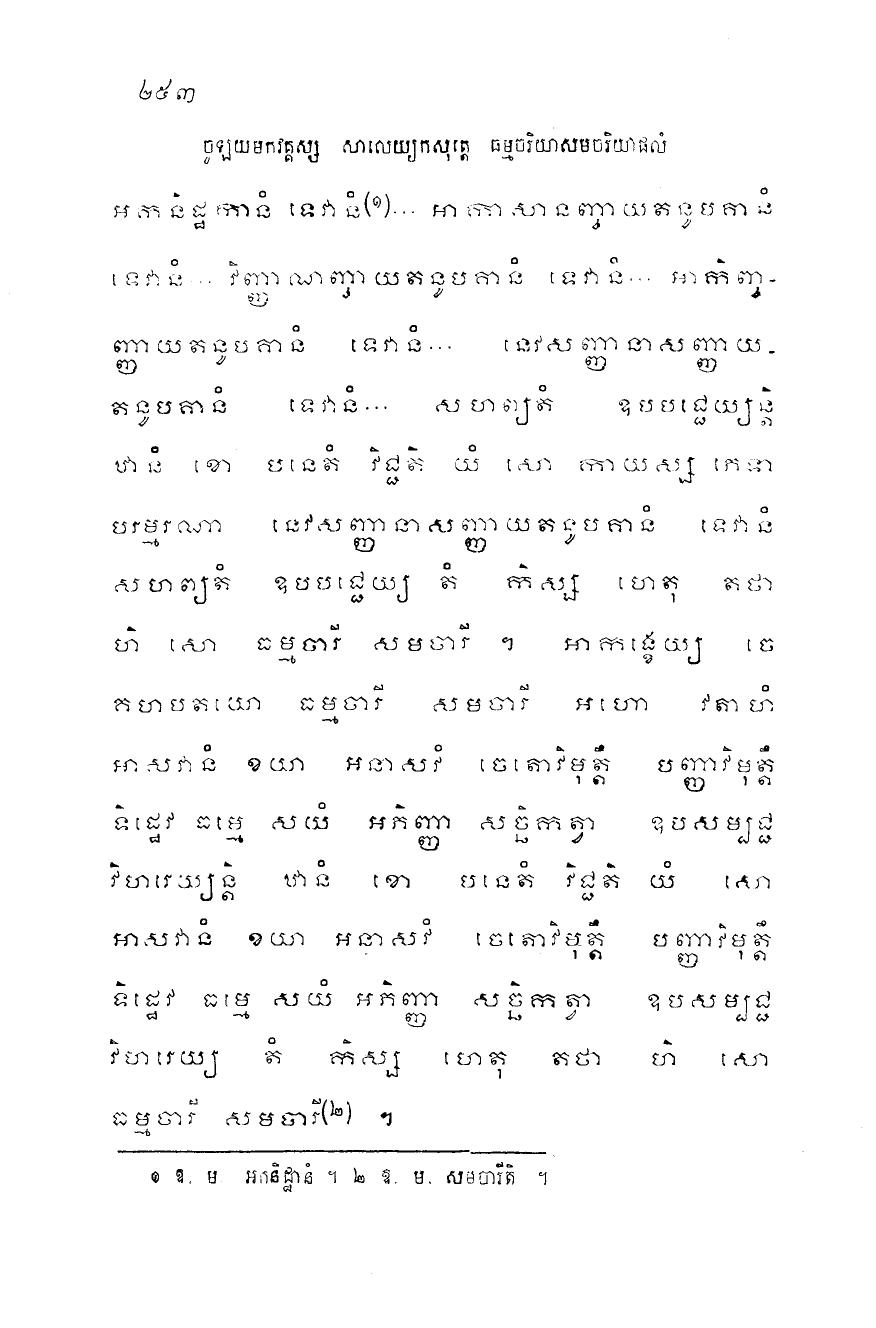 ២៥៣
ចូឡយមកវគ្គស្ស សាលេយ្យកសុត្តេ ធម្មចរិយាសមចរិយាផលំ
អកនិដ្ឋកានំ ទេវានំ(១)... អាកាសានញ្ចាយតនូបគានំ
ទេវានំ... វិញ្ញាណញ្ចាយតនូបគានំ ទេវានំ... អាកិញ្ច-
ញ្ញាយតនូបគានំ ទេវានំ... នេវសញ្ញានាសញ្ញាយ-
តនូបគានំ ទេវានំ... សហព្យតំ ឧបបជ្ជេយ្យន្តិ
ឋានំ ខោ បនេតំ វិជ្ជតិ យំ សោ កាយស្ស ភេទា
បរម្មរណា នេវសញ្ញានាសញ្ញាយតនូបគានំ ទេវានំ
សហព្យតំ ឧបបជ្ជេយ្យ តំ កិស្ស ហេតុ តថា
ហិ សោ ធម្មចារី សមចារី ។ អាកង្ខេយ្យ ចេ
គហបតយោ ធម្មចារី សមចារី អហោ វតាហំ
អាសវានំ ខយា អនាសវំ ចេតោវិមុត្តឹ បញ្ញាវិមុត្តឹ
ទិដ្ឋេវ ធម្មេ សយំ អភិញ្ញា សច្ឆិកត្វា ឧបសម្បជ្ជ
វិហរេយ្យន្តិ ឋានំ ខោ បនេតំ វិជ្ជតិ យំ សោ
អាសវានំ ខយា អនាសវំ ចេតោវិមុត្តឹ បញ្ញាវិមុត្តឹ
ទិដ្ឋេវ ធម្មេ សយំ អភិញ្ញា សច្ឆិកត្វា ឧបសម្បជ្ជ
វិហរេយ្យ តំ កិស្ស ហេតុ តថា ហិ សោ
ធម្មចារី សមចារី(២) ។
១ ឱ. ម. អកនិដ្ឋានំ ។ ២ ឱ. ម. សមចារីតិ ។